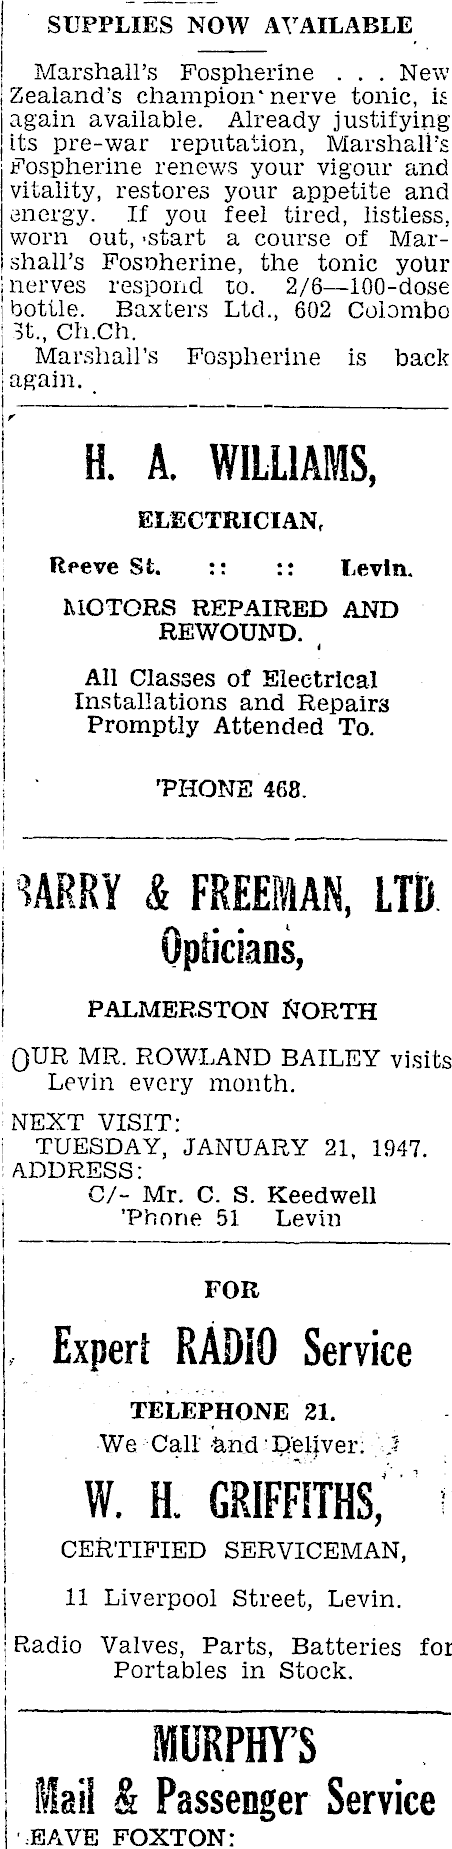 SUPPLIES NOW AVAILABLE
Marshall's Fospherine . . . New
Zealand's champion nerve tonic, is
again available. Already justifying
its pre-war reputation, Marshall's
Fospherine renews your vigour and
vitality, restores your appetite and
energy. If you feel tired, listless,
worn out, start a course of Mar-
shall's Fospherine, the tonic your
nerves respond to. 2/6—100-dose
bottle. Baxters Ltd., 602 Colombo
St., Ch.Ch.
Marshall's Fospherine is back
again.
H. A. WILLIAMS,
ELECTRICIAN,
Reeve St. :: :: Levin.
MOTORS REPAIRED AND
REWOUND.
All Classes of Electrical
Installations and Repairs
Promptly Attended To.
'PHONE 468.
BARRY & FREEMAN, LTD.
Opticians,
PALMERSTON NORTH
OUR MR. ROWLAND BAILEY visits
Levin every month.
NEXT VISIT:
TUESDAY, JANUARY 21, 1947.
ADDRESS:
C/- Mr. C. S. Keedwell
'Phone 51 Levin
FOR
Expert RADIO Service
TELEPHONE 21.
We Call and Deliver.
W. H. GRIFFITHS,
CERTIFIED SERVICEMAN,
11 Liverpool Street, Levin.
Radio Valves, Parts, Batteries for
Portables in Stock.
MURPHY'S
Mail & Passenger Service
LEAVE FOXTON: